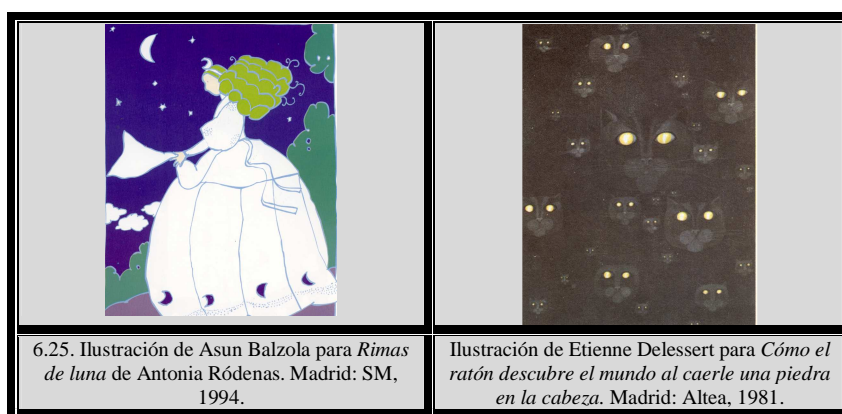 6.25. Ilustración de Asun Balzola para Rimas
de luna de Antonia Ródenas. Madrid: SM,
1994.
Ilustración de Etienne Delessert para Cómo el
ratón descubre el mundo al caerle una piedra
en la cabeza. Madrid: Altea, 1981.